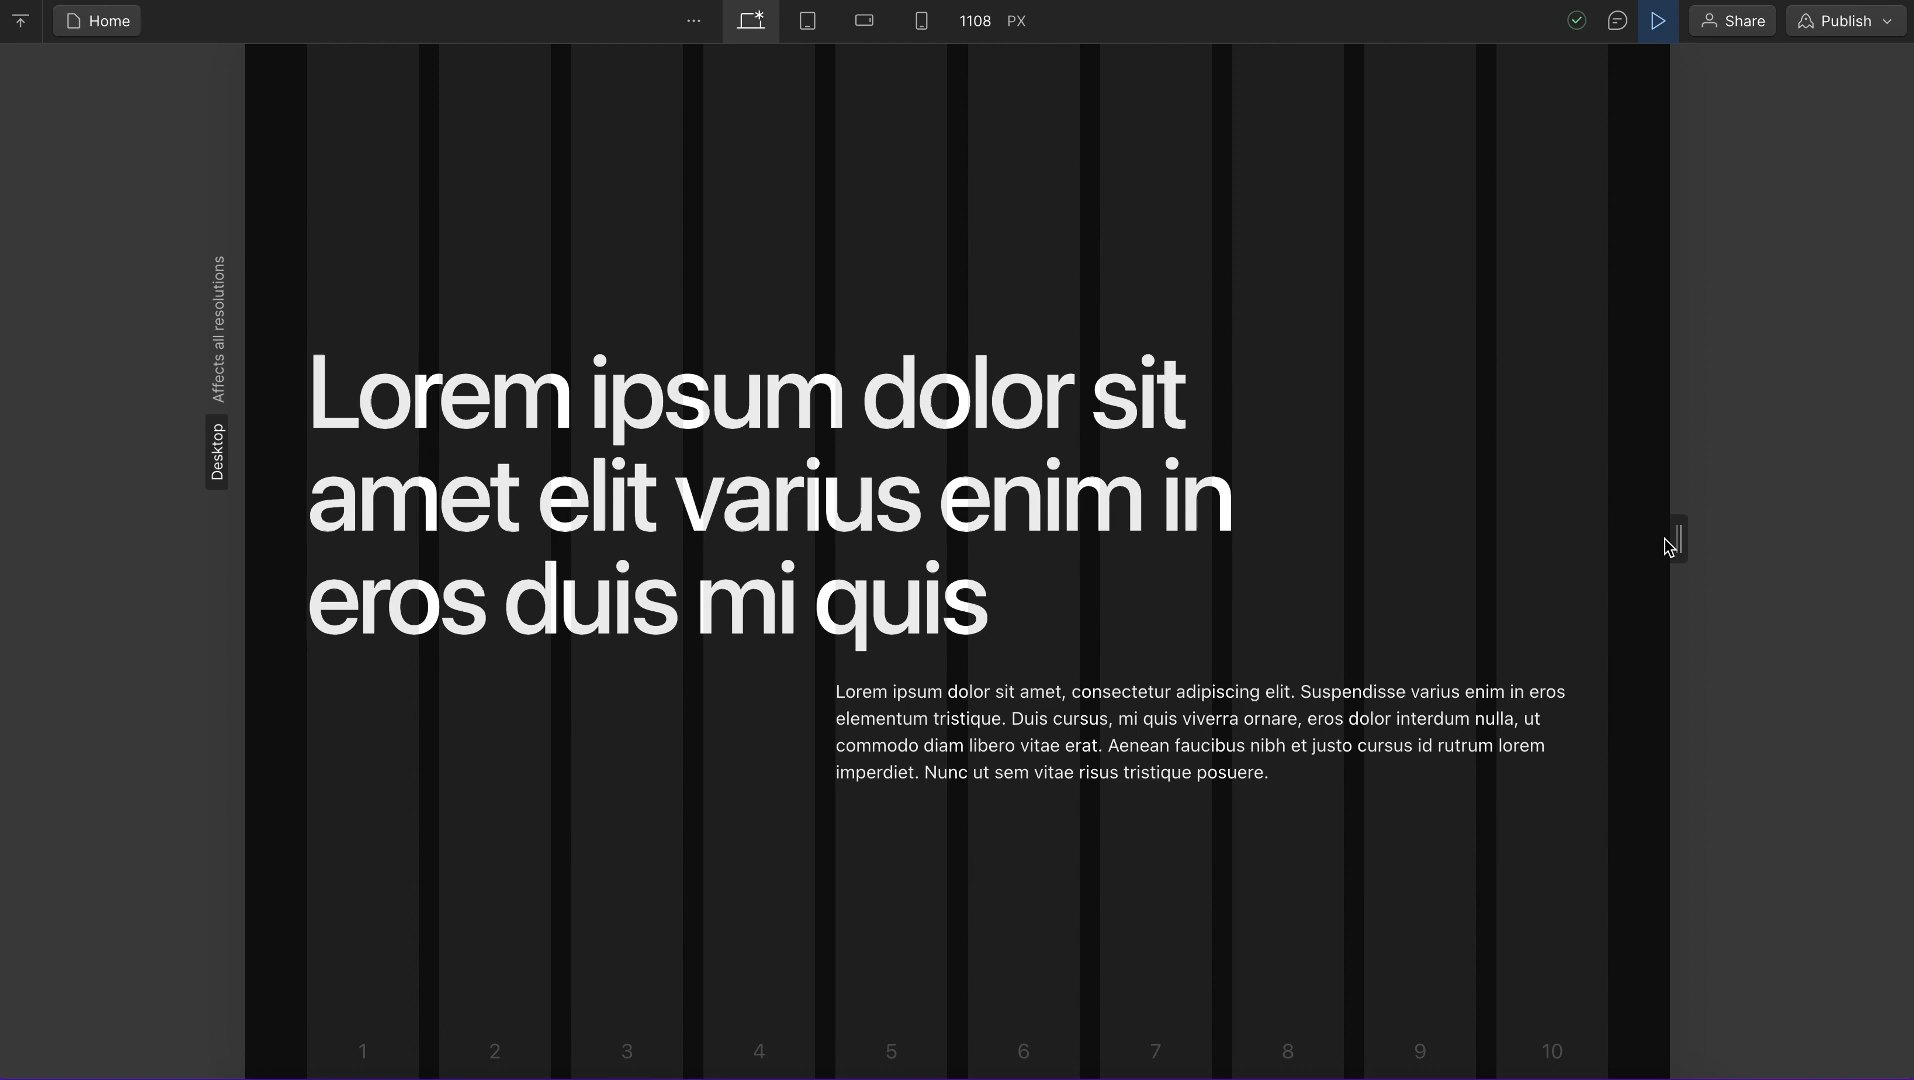 Home
1108 PX
Share
Publish
Affects all resolutions
Desktop
Lorem ipsum dolor sit
amet elit varius enim in
eros duis mi quis
Lorem ipsum dolor sit amet, consectetur adipiscing elit. Suspendisse varius enim in eros
elementum tristique. Duis cursus, mi quis viverra ornare, eros dolor interdum nulla, ut
commodo diam libero vitae erat. Aenean faucibus nibh et justo cursus id rutrum lorem
imperdiet. Nunc ut sem vitae risus tristique posuere.
1 2 3 4 5 6 7 8 9 10